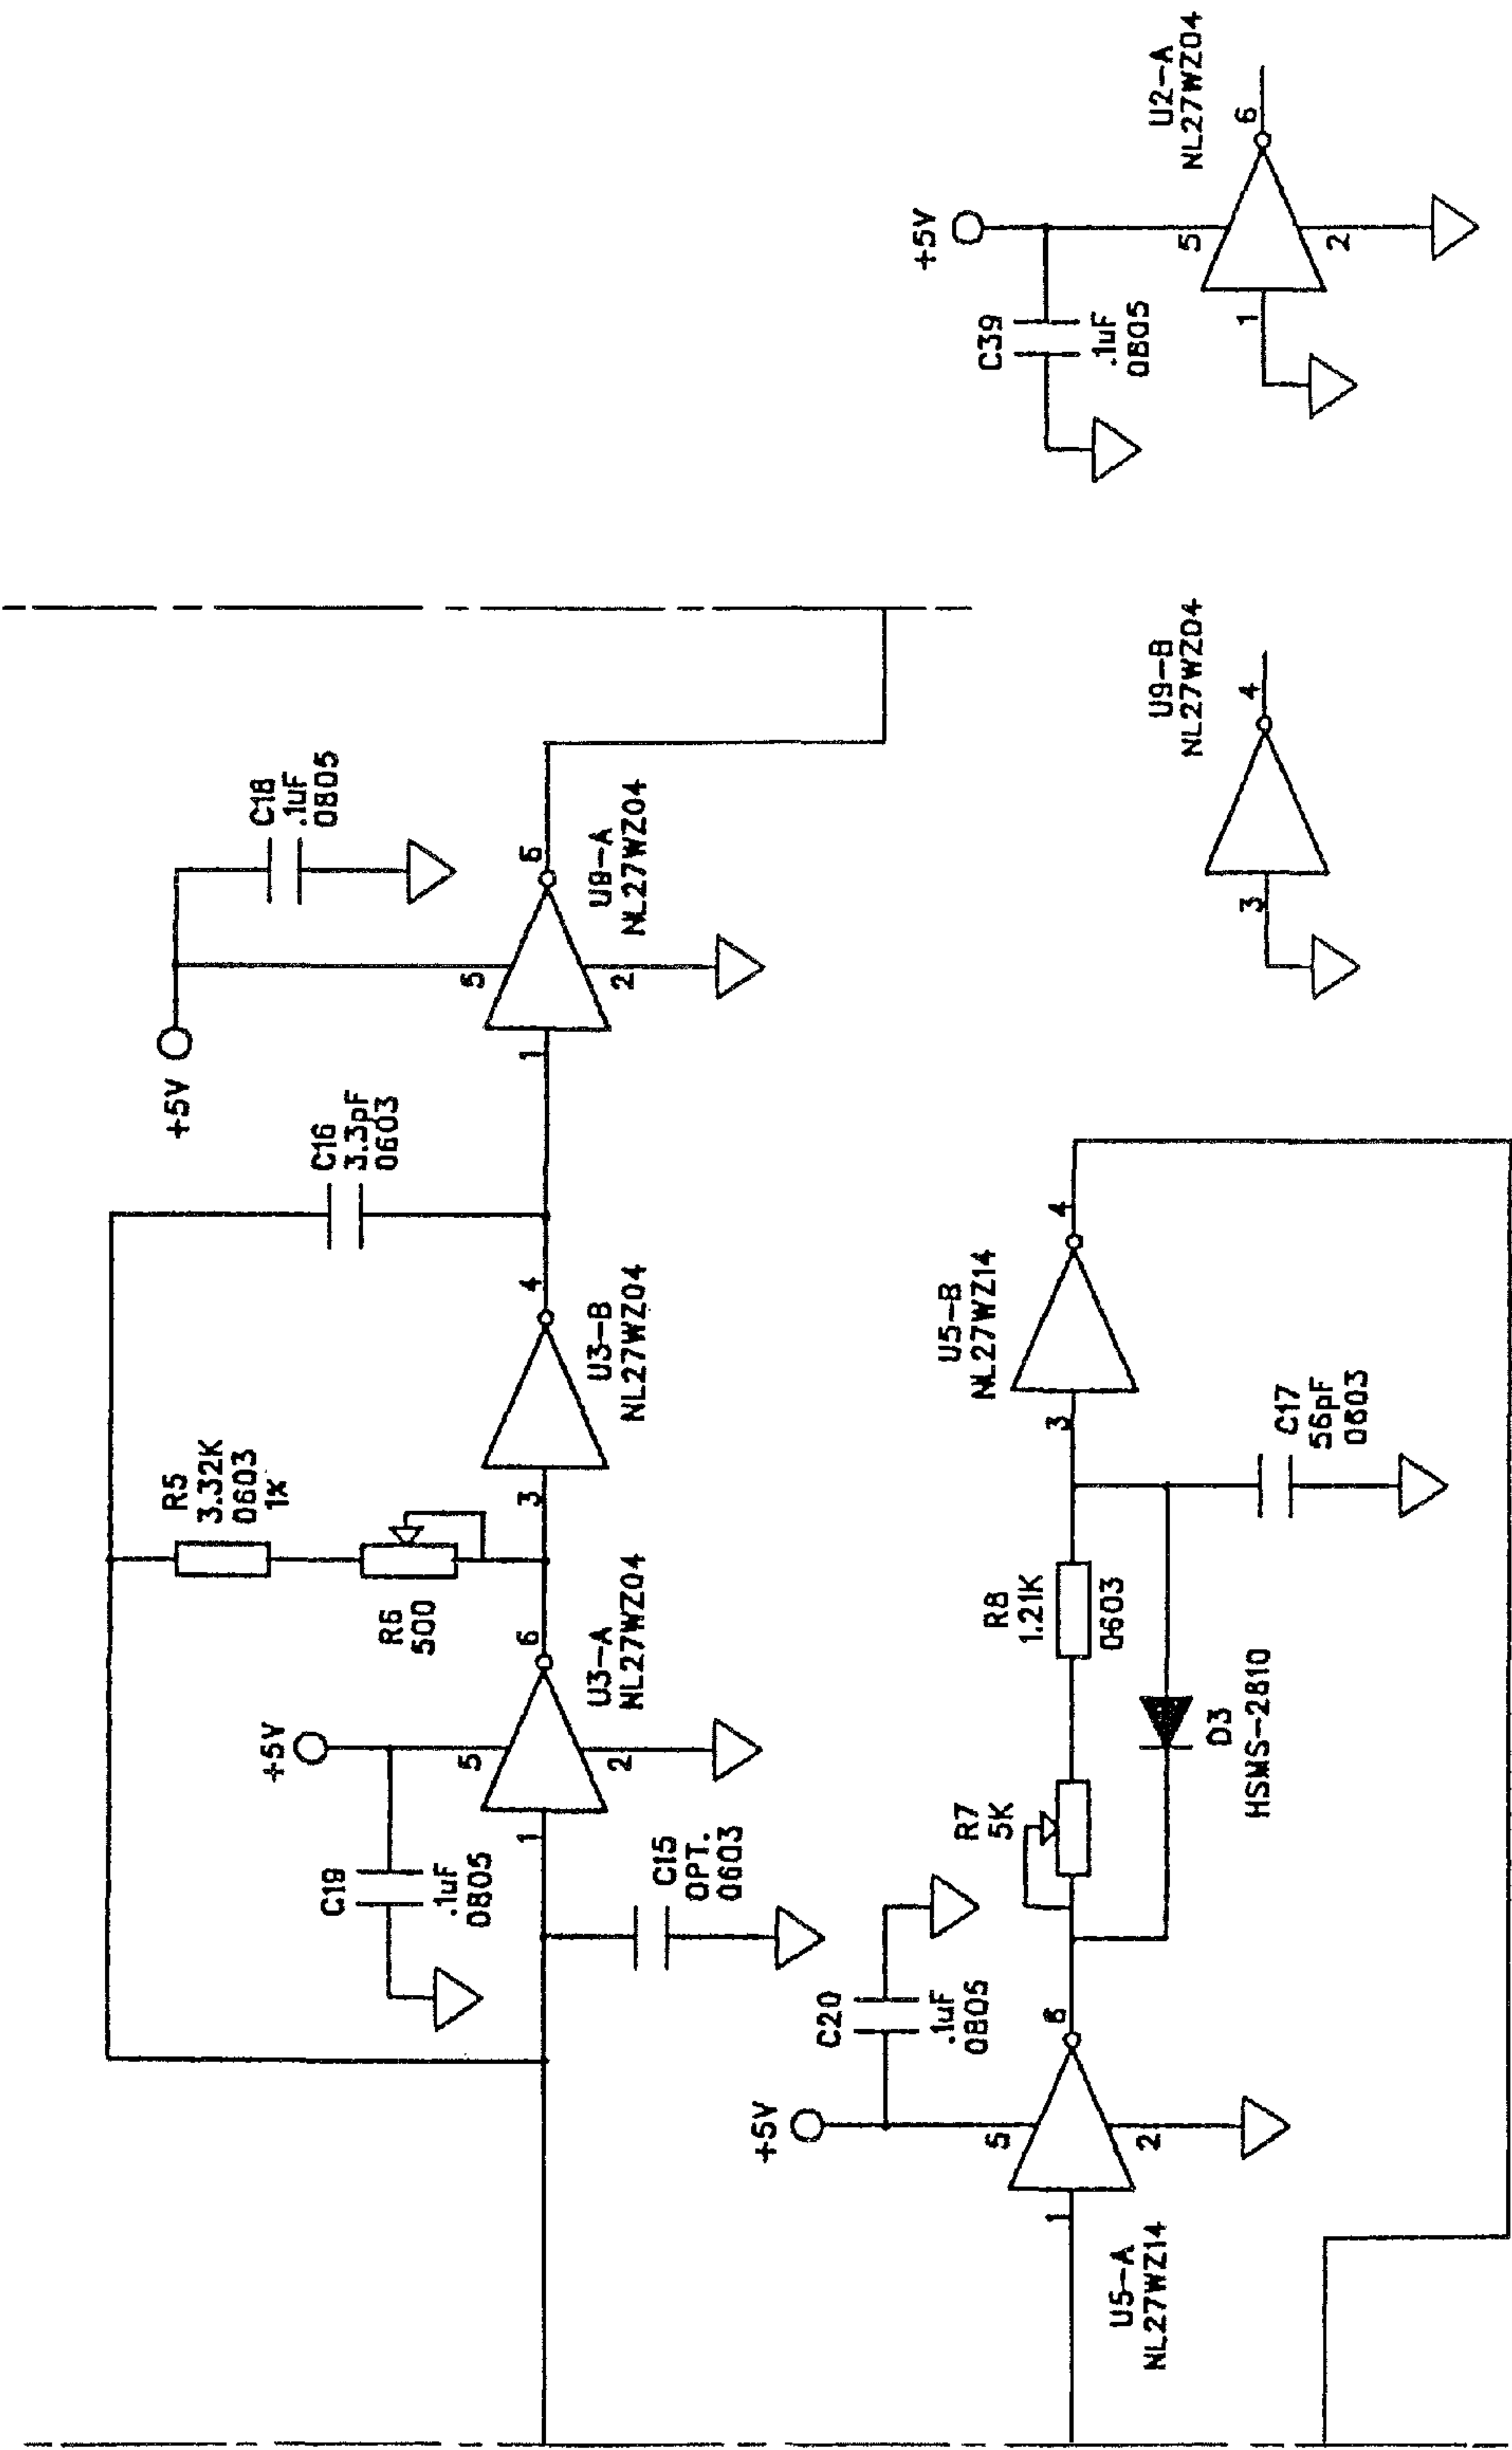 +5V
C18
.1uF
0805
R5
3.32K
0603
1%
C16
3.3pF
0603
+5V
C19
.1uF
0805
R6
500
1
5
2
6
U3-A
NL27WZ04
3
4
U3-B
NL27WZ04
1
5
2
6
U9-A
NL27WZ04
C15
OPT.
0603
+5V
C20
.1uF
0805
1
5
2
6
U5-A
NL27WZ14
R7
5K
R8
1.21K
0603
D3
HSMS-2810
3
4
U5-B
NL27WZ14
C17
56pF
0603
U9-B
NL27WZ04
3
4
+5V
C39
.1uF
0805
U2-A
NL27WZ04
1
5
2
6